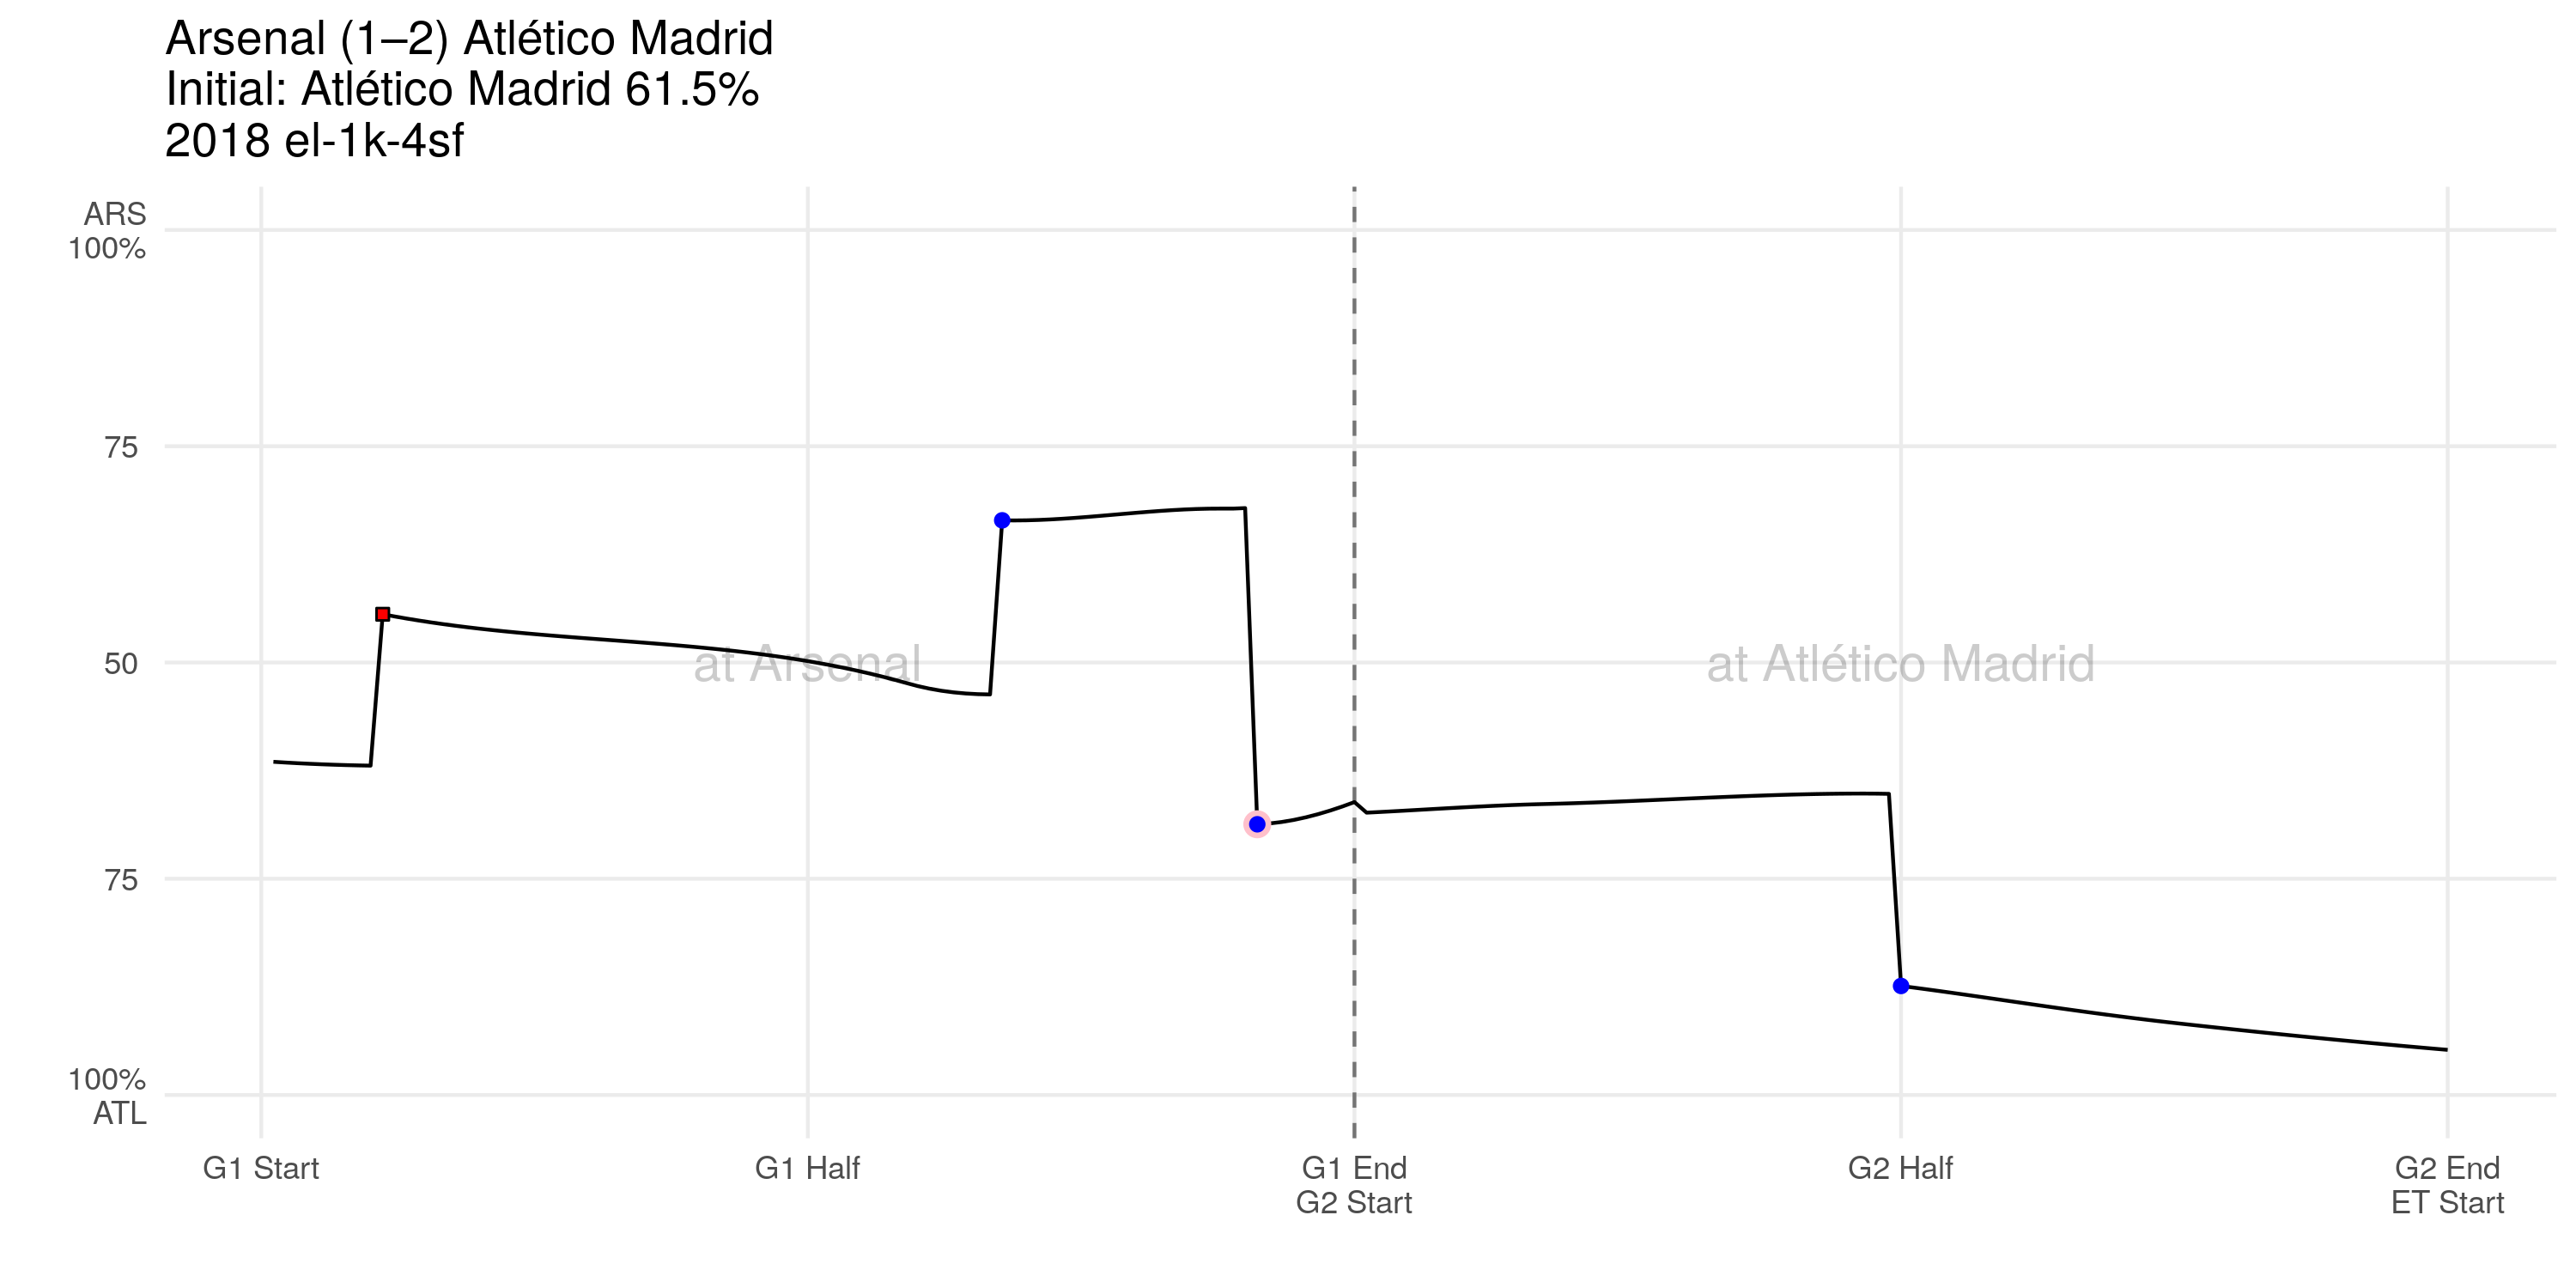 Arsenal (1–2) Atlético Madrid
Initial: Atlético Madrid 61.5%
2018 el-1k-4sf
ARS
100%
75
50
75
100%
ATL
at Arsenal
at Atlético Madrid
G1 Start
G1 Half
G1 End
G2 Start
G2 Half
G2 End
ET Start